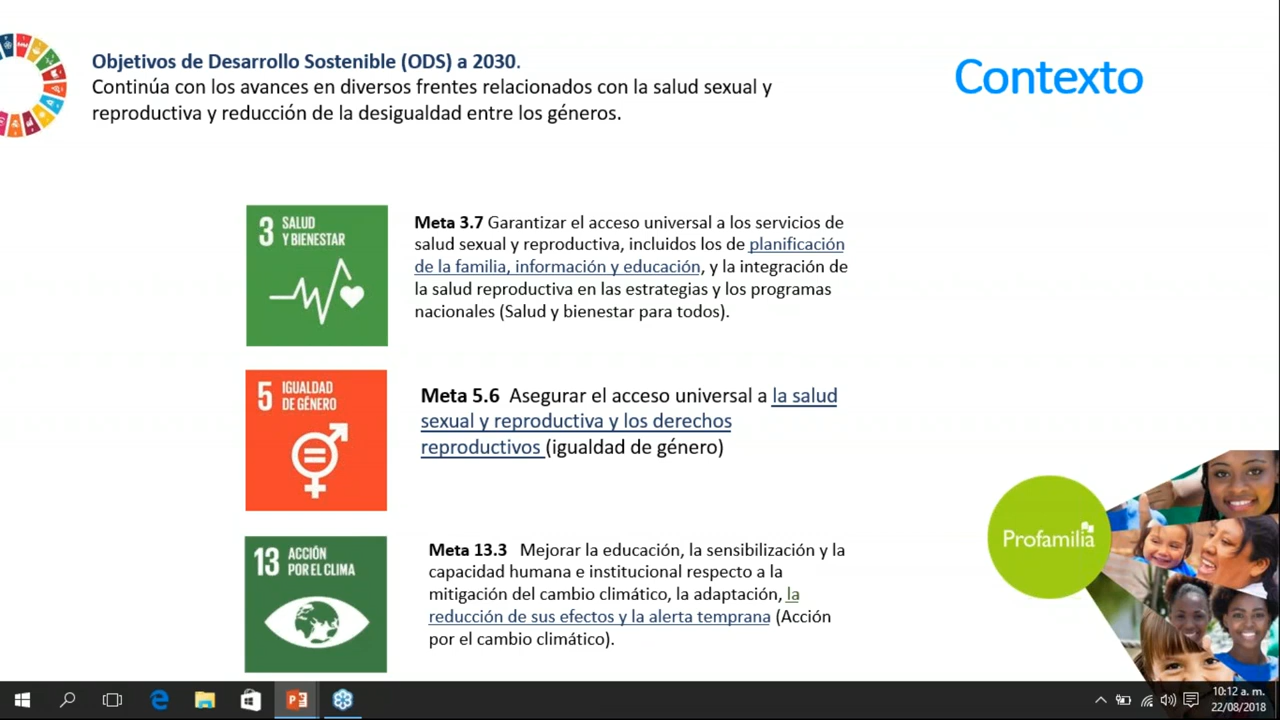 Objetivos de Desarrollo Sostenible (ODS) a 2030.
Continúa con los avances en diversos frentes relacionados con la salud sexual y
reproductiva y reducción de la desigualdad entre los géneros.
Contexto
3 SALUD
Y BIENESTAR
Meta 3.7 Garantizar el acceso universal a los servicios de
salud sexual y reproductiva, incluidos los de planificación
de la familia, información y educación, y la integración de
la salud reproductiva en las estrategias y los programas
nacionales (Salud y bienestar para todos).
5 IGUALDAD
DE GÉNERO
Meta 5.6 Asegurar el acceso universal a la salud
sexual y reproductiva y los derechos
reproductivos (igualdad de género)
13 ACCIÓN
POR EL CLIMA
Meta 13.3 Mejorar la educación, la sensibilización y la
capacidad humana e institucional respecto a la
mitigación del cambio climático, la adaptación, la
reducción de sus efectos y la alerta temprana (Acción
por el cambio climático).
Profamilia
10:12 a. m.
22/08/2018